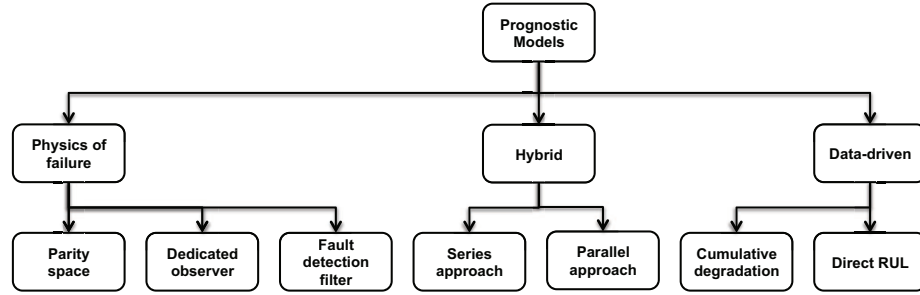 Prognostic
Models
Physics of
failure
Hybrid
Data-driven
Parity
space
Dedicated
observer
Fault
detection
filter
Series
approach
Parallel
approach
Cumulative
degradation
Direct RUL